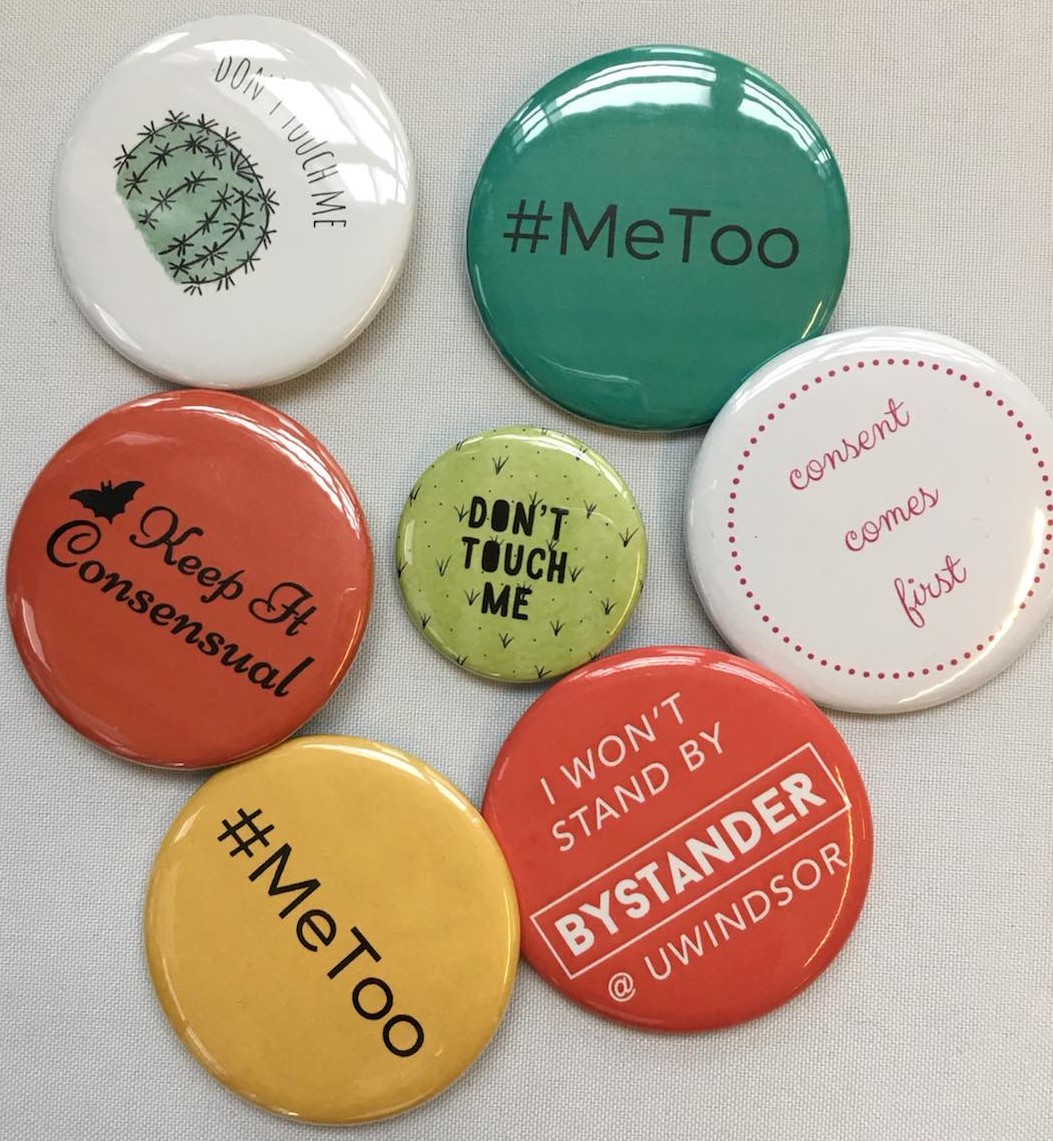 DON'T TOUCH ME
#MeToo
consent
comes
first
Keep It
Consensual
DON'T
TOUCH
ME
I WON'T
STAND BY
BYSTANDER
@ UWINDSOR
#MeToo